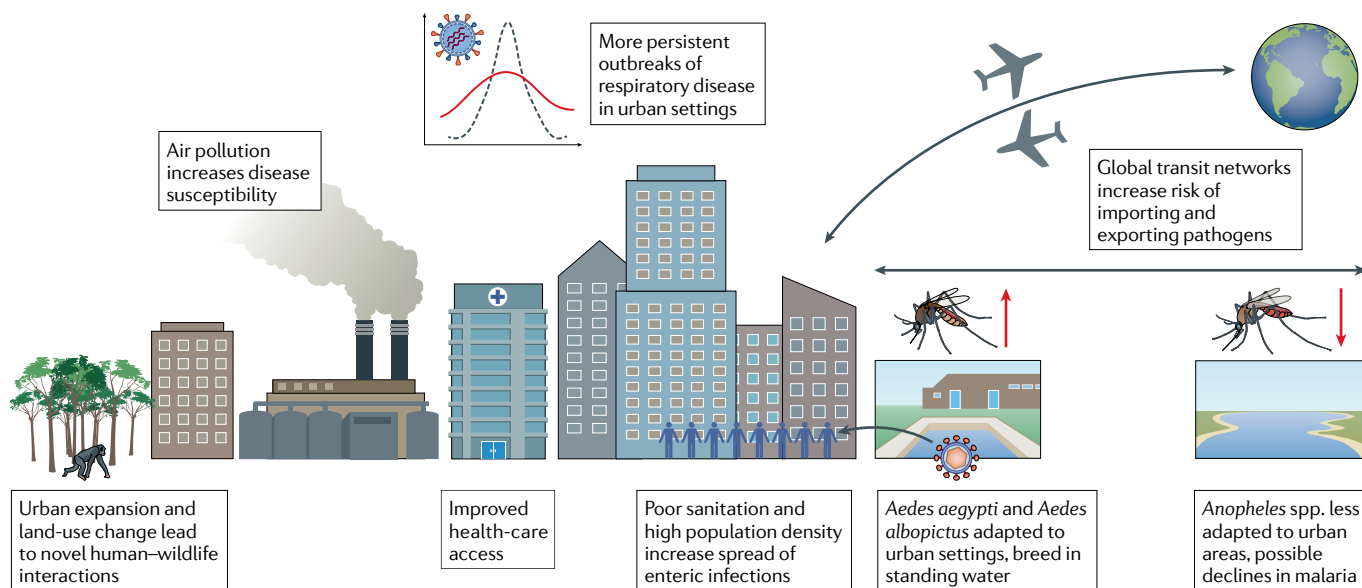 More persistent
outbreaks of
respiratory disease
in urban settings
Air pollution
increases disease
susceptibility
Global transit networks
increase risk of
importing and
exporting pathogens
Urban expansion and
land-use change lead
to novel human–wildlife
interactions
Improved
health-care
access
Poor sanitation and
high population density
increase spread of
enteric infections
Aedes aegypti and Aedes
albopictus adapted to
urban settings, breed in
standing water
Anopheles spp. less
adapted to urban
areas, possible
declines in malaria